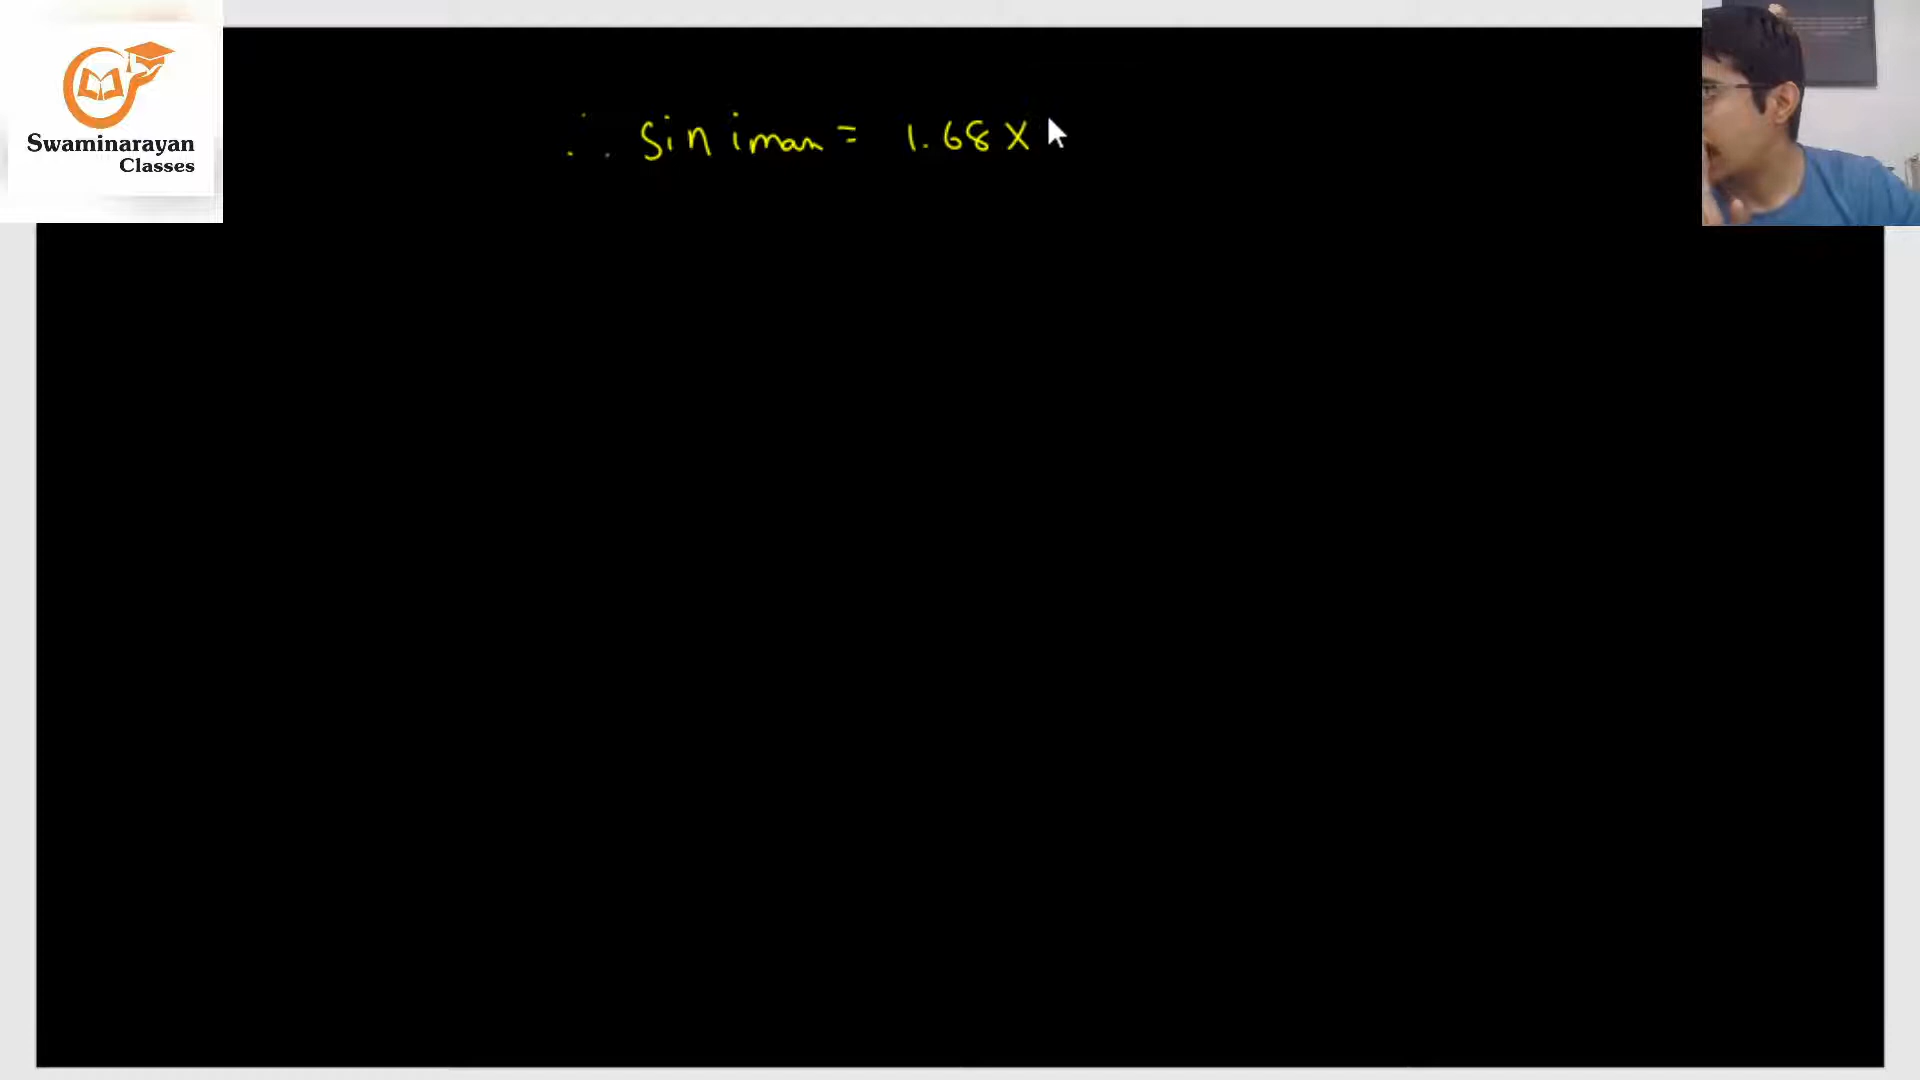 Swaminarayan
Classes
∴ Sin imax = 1.68 X